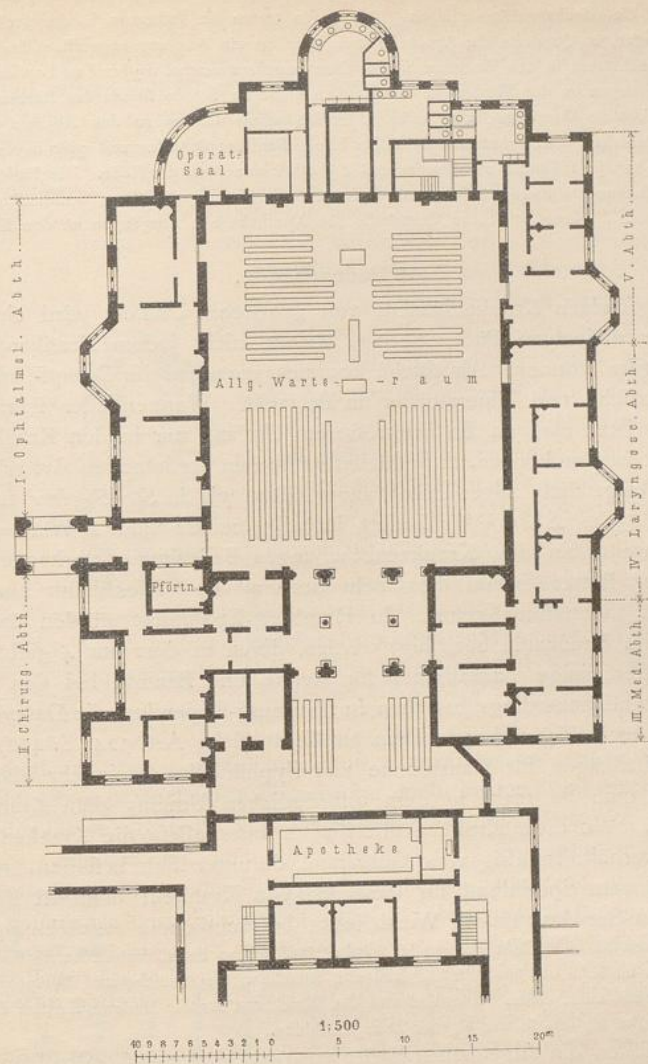 Operat-
Saal
I. Ophtalmol. Abth.
V. Abth.
Allg. Warte- -raum
IV. Laryngosc. Abth.
Pförtn.
II Chirurg. Abth.
III. Med. Abth.
Apotheke
1:500
10 9 8 7 6 5 4 3 2 1 0 5 10 15 20m